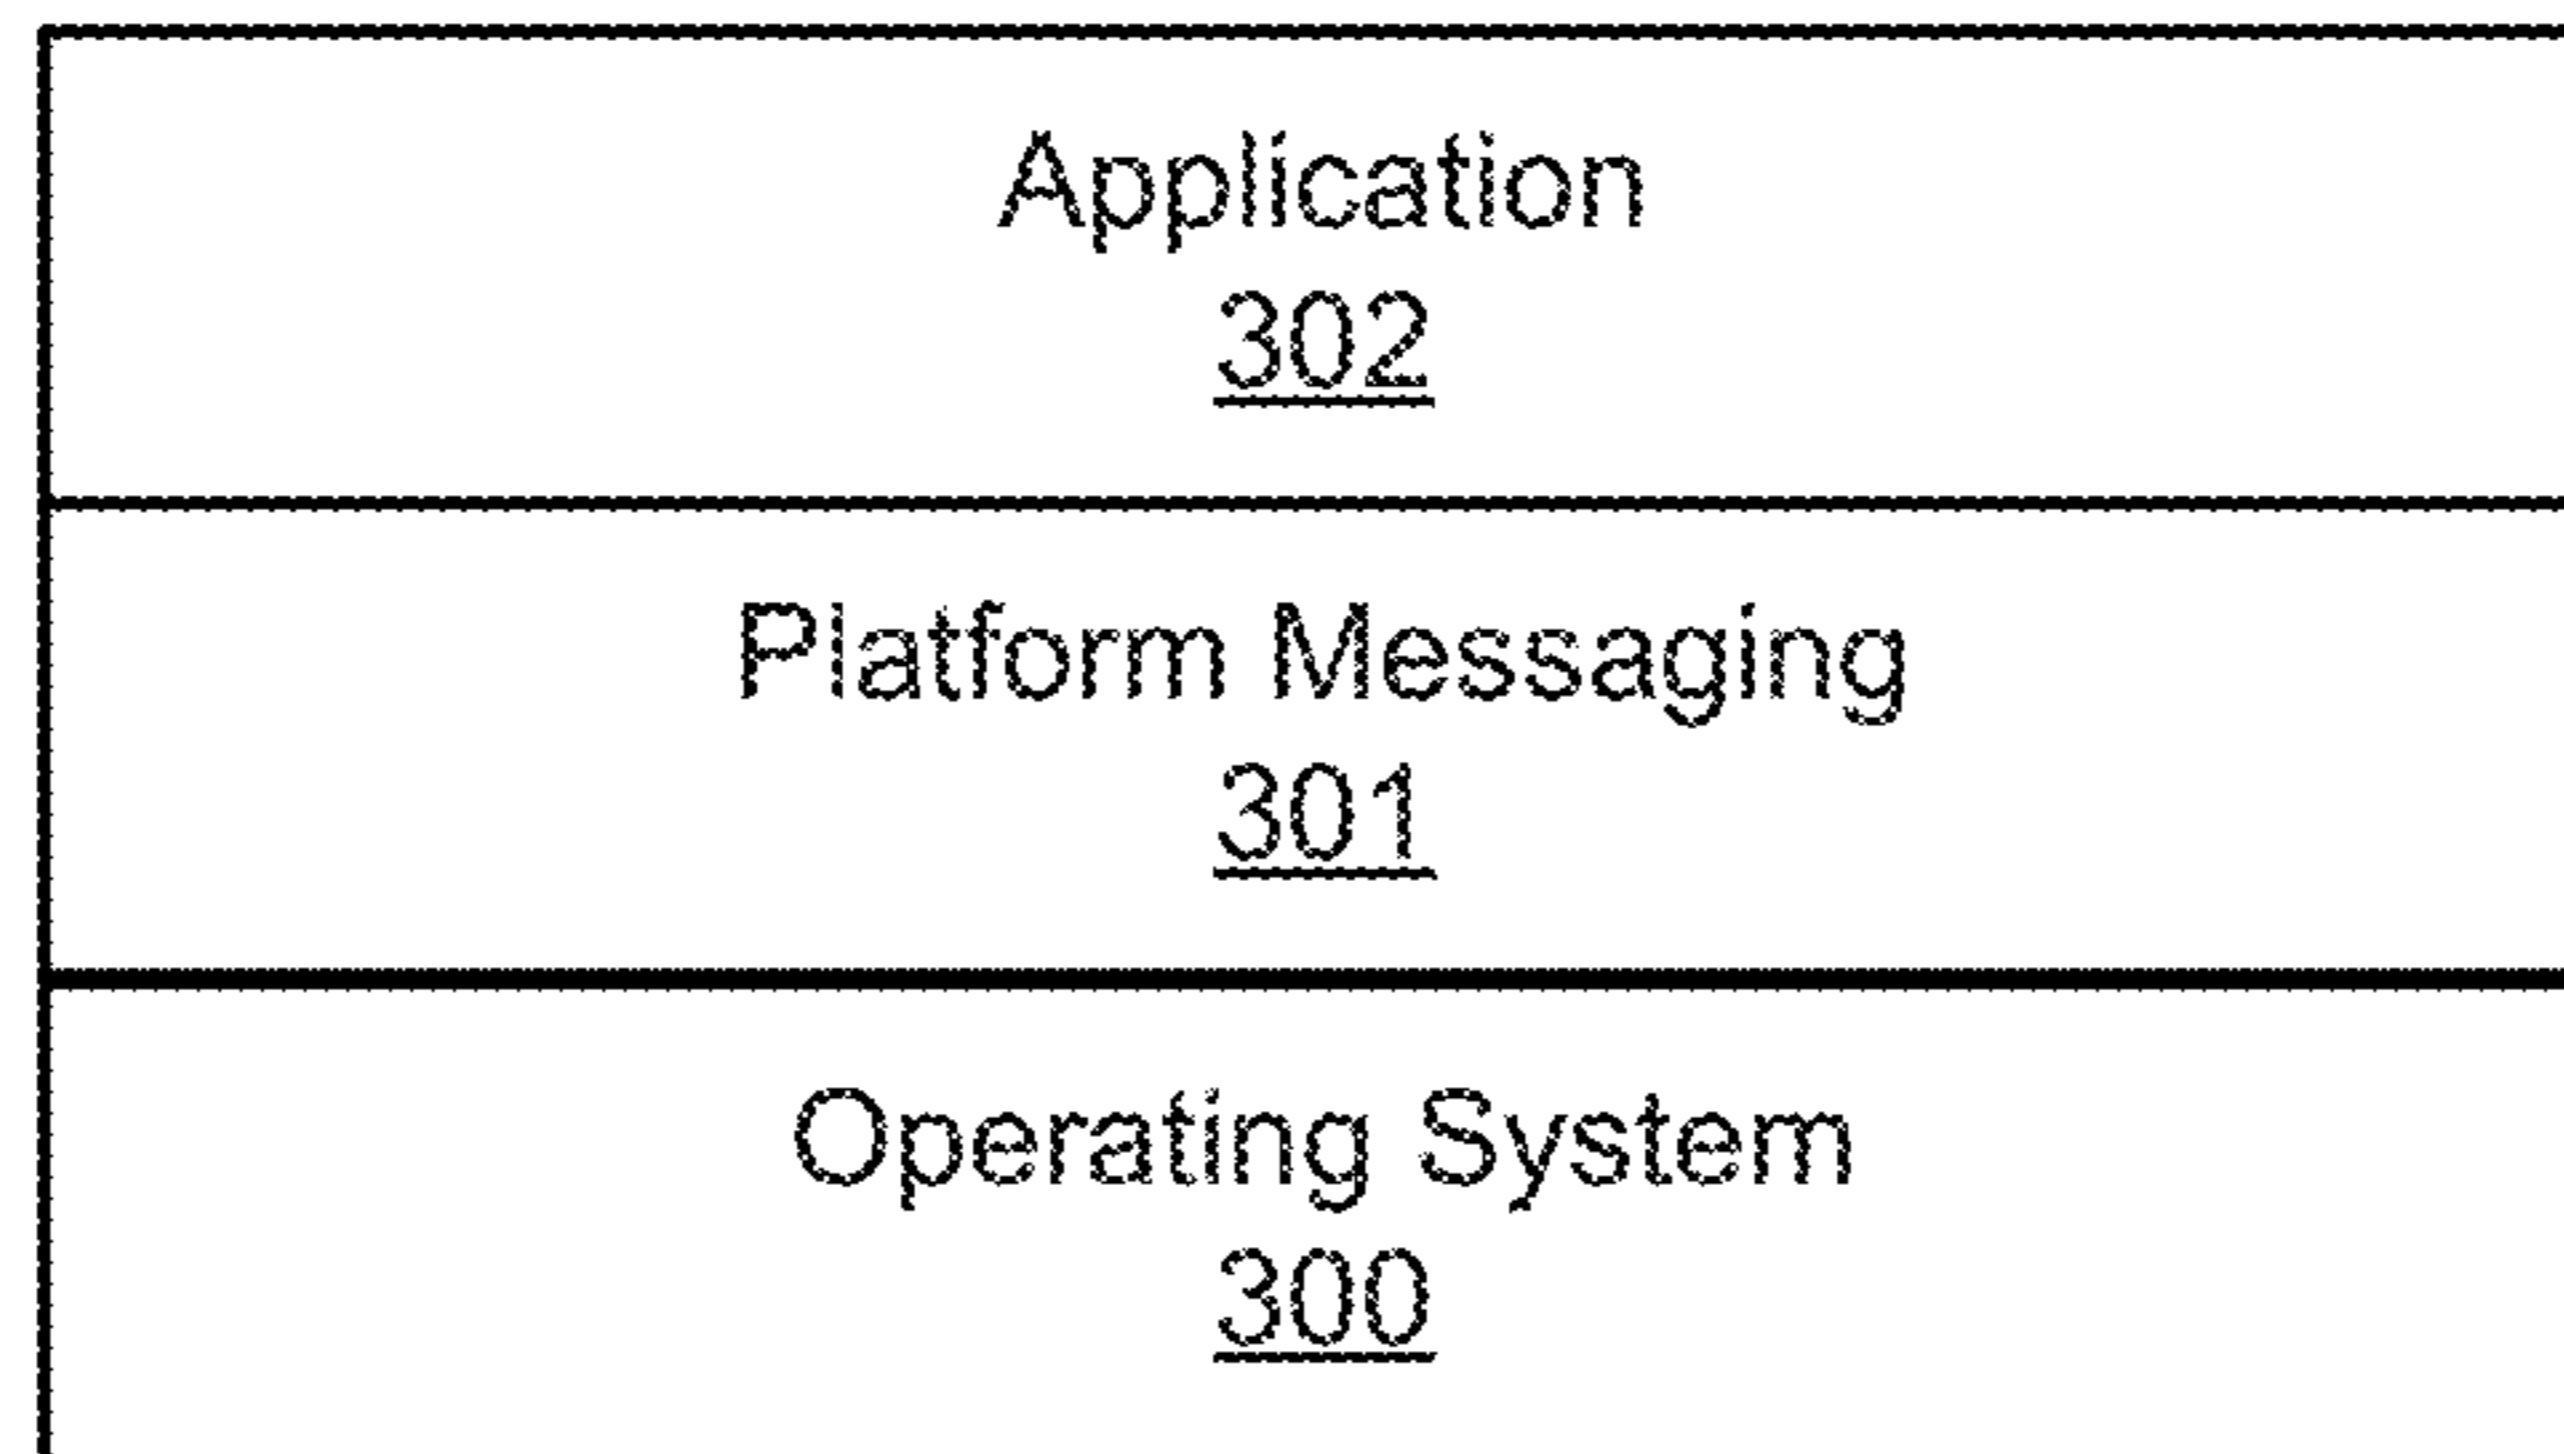 Application
302
Platform Messaging
301
Operating System
300